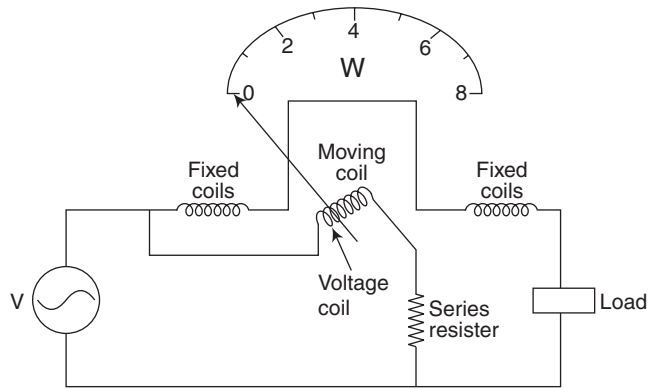 0
2
4
6
8
W
Fixed
coils
Moving
coil
Fixed
coils
Voltage
coil
V
Series
resister
Load